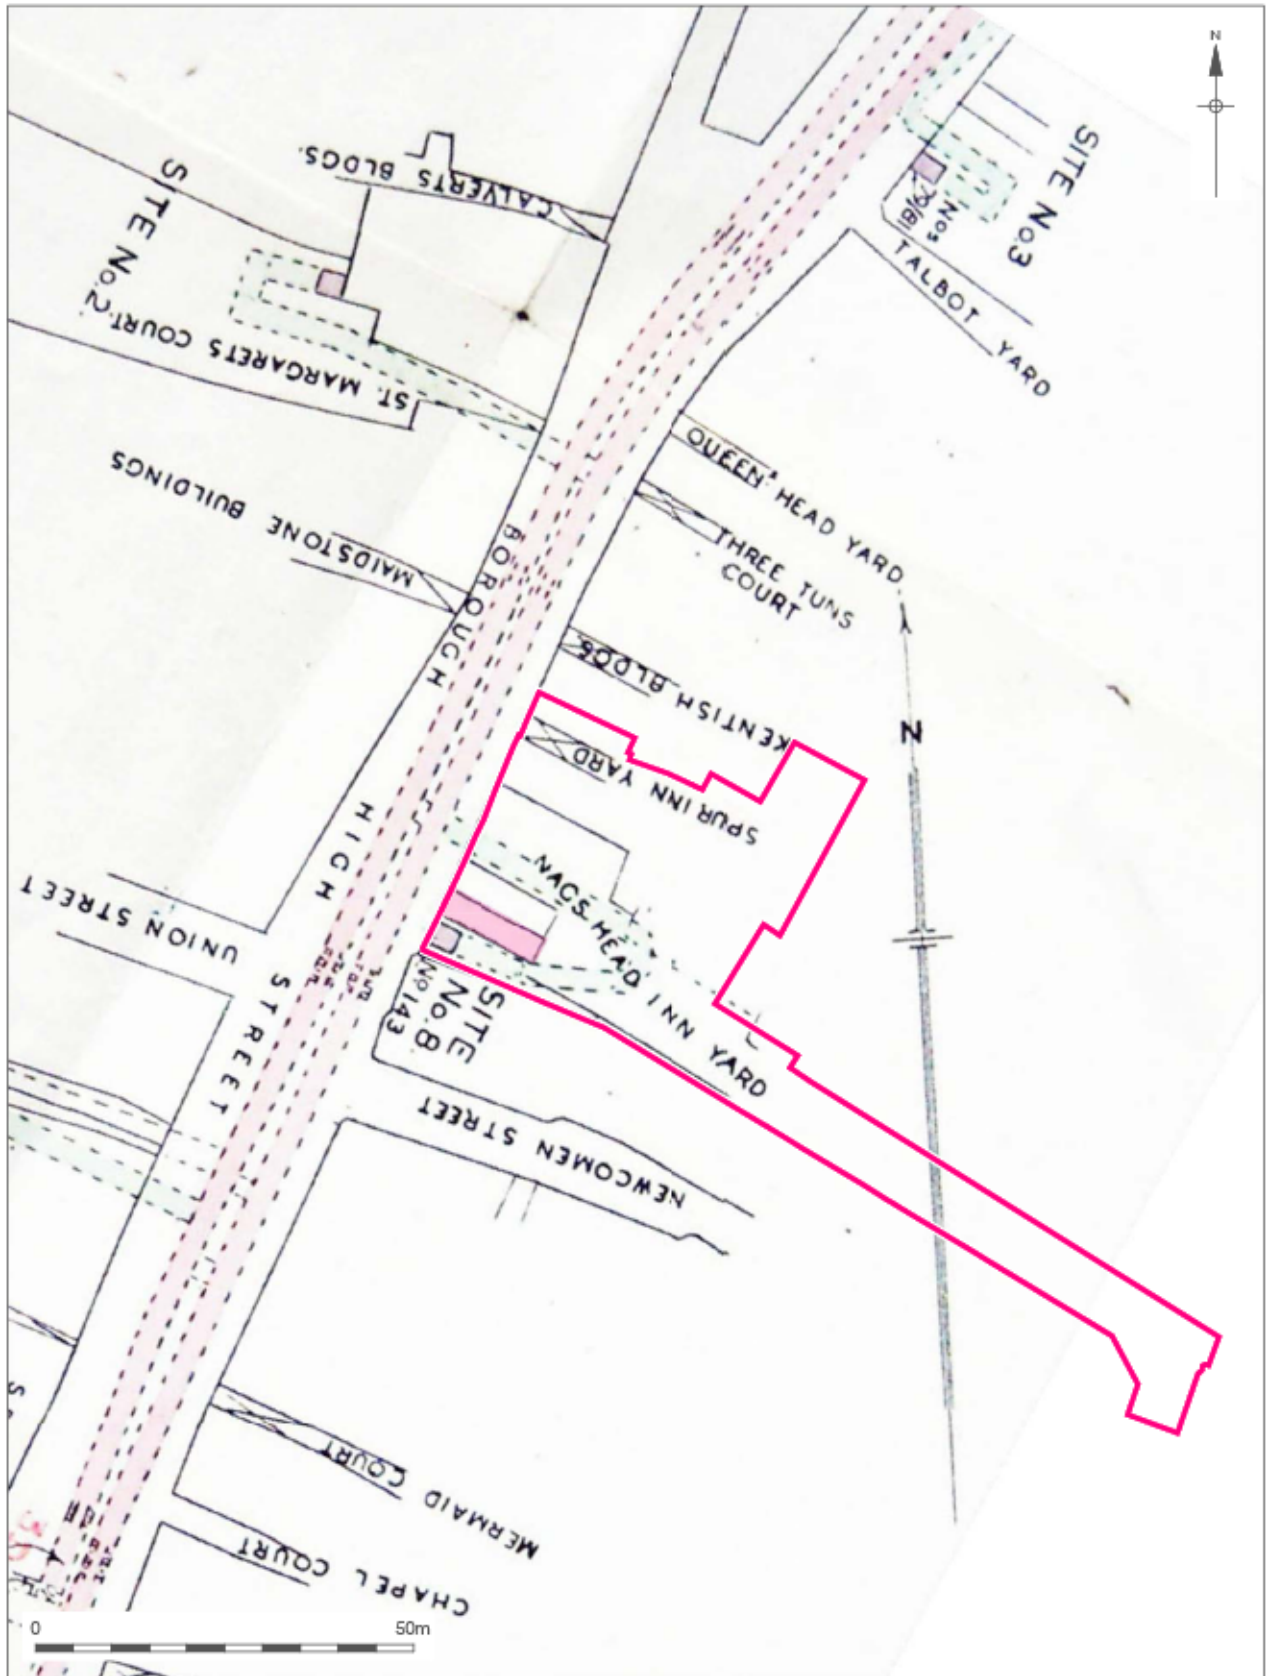 N
SITE No.3
Nos
79/81
TALBOT YARD
CALVERTS BLDGS.
SITE No.2
ST. MARGARETS COURT
MAIDSTONE BUILDINGS
QUEEN HEAD YARD
THREE TUNS
COURT
BOROUGH
HIGH
STREET
KENTISH BLDGS.
SPUR INN YARD
NAGS HEAD INN YARD
N
UNION STREET
SITE
No. 8
No 143
NEWCOMEN STREET
MERMAID COURT
CHAPEL COURT
0 50m